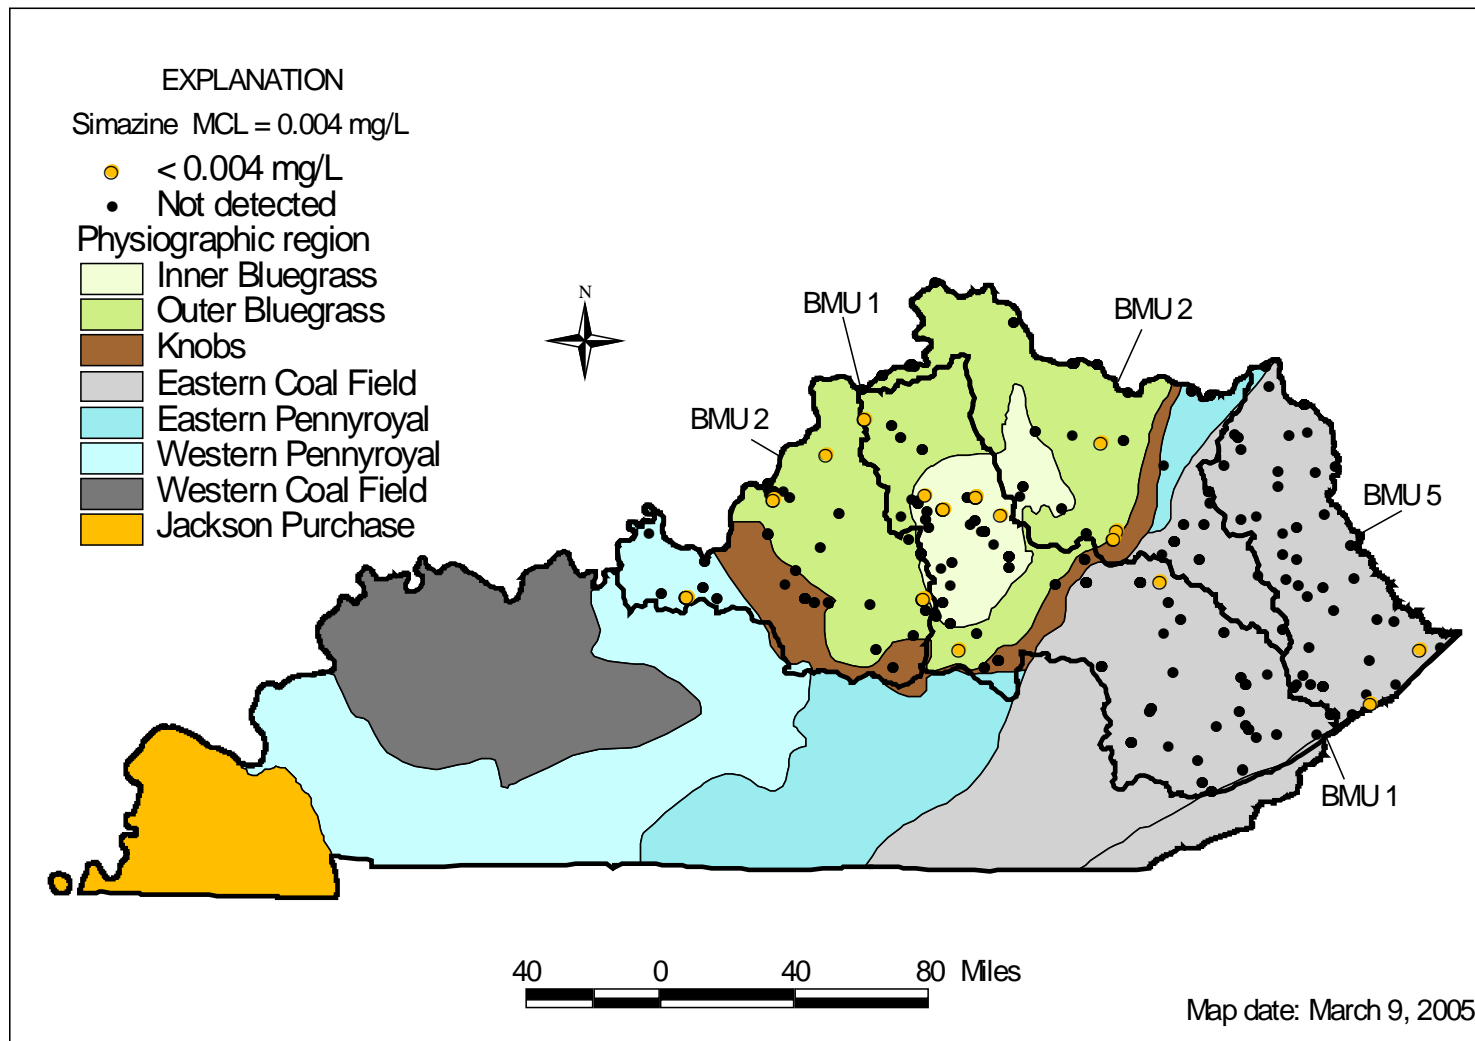 EXPLANATION
Simazine MCL = 0.004 mg/L
< 0.004 mg/L
Not detected
Physiographic region
Inner Bluegrass
Outer Bluegrass
Knobs
Eastern Coal Field
Eastern Pennyroyal
Western Pennyroyal
Western Coal Field
Jackson Purchase
N
BMU 1
BMU 2
BMU 2
BMU 5
BMU 1
40 0 40 80 Miles
Map date: March 9, 2005